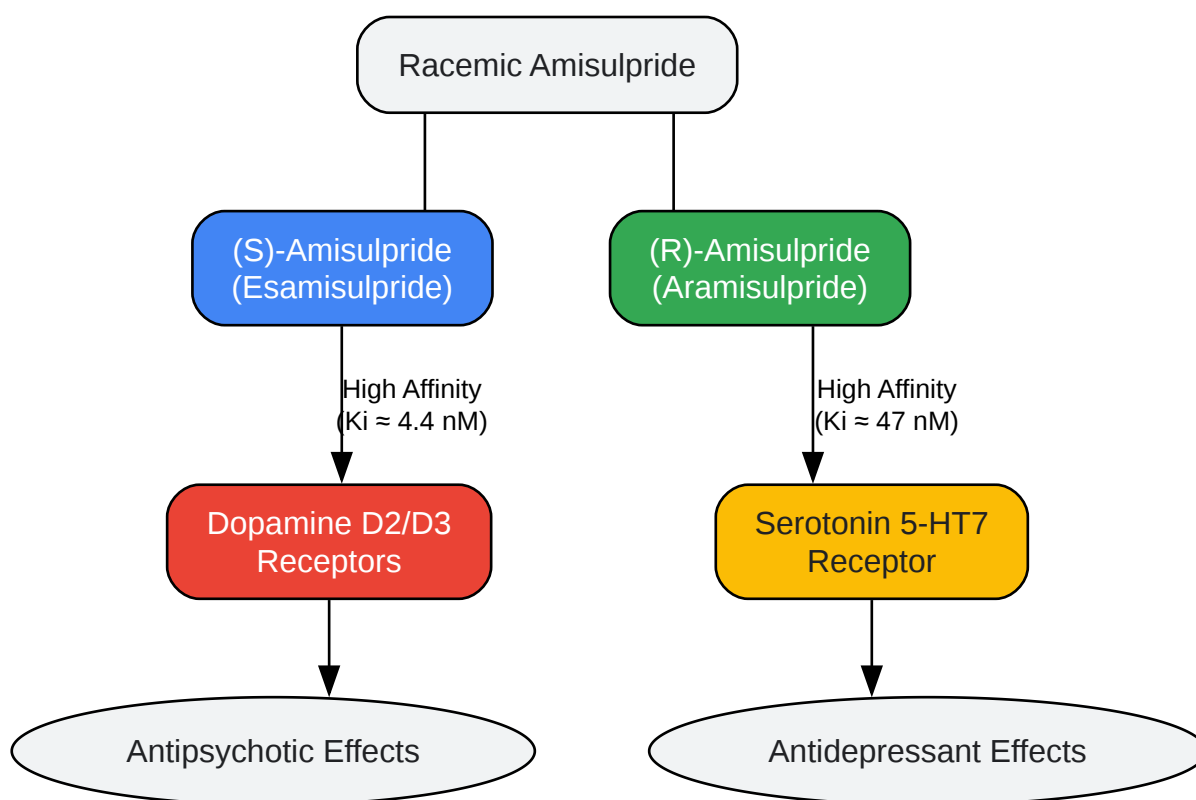 Racemic Amisulpride
(S)-Amisulpride
(Esamisulpride)
(R)-Amisulpride
(Aramisulpride)
High Affinity
(Ki ≈ 4.4 nM)
High Affinity
(Ki ≈ 47 nM)
Dopamine D2/D3
Receptors
Serotonin 5-HT7
Receptor
Antipsychotic Effects
Antidepressant Effects